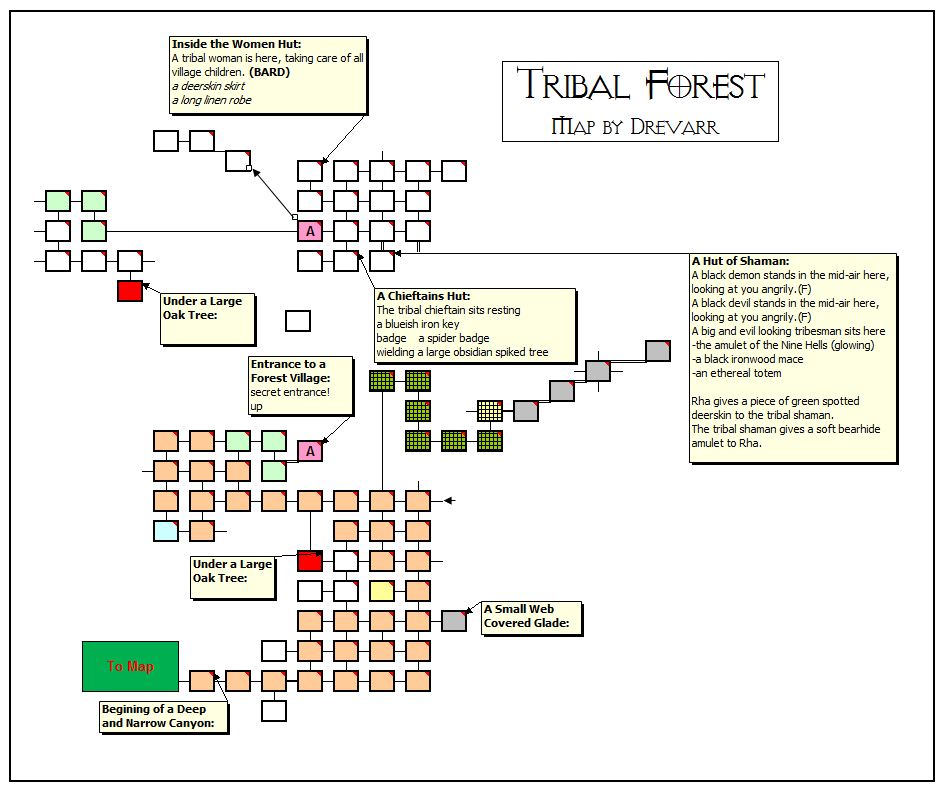 Inside the Women Hut:
A tribal woman is here, taking care of all
village children. (BARD)
a deerskin skirt
a long linen robe
TRIBAL FOREST
MAP BY DREVARR
A
A Hut of Shaman:
A black demon stands in the mid-air here,
looking at you angrily.(F)
A black devil stands in the mid-air here,
looking at you angrily.(F)
A big and evil looking tribesman sits here
-the amulet of the Nine Hells (glowing)
-a black ironwood mace
-an ethereal totem
Rha gives a piece of green spotted
deerskin to the tribal shaman.
The tribal shaman gives a soft bearhide
amulet to Rha.
A Chieftains Hut:
The tribal chieftain sits resting
a blueish iron key
badge a spider badge
wielding a large obsidian spiked tree
Under a Large
Oak Tree:
Entrance to a
Forest Village:
secret entrance!
up
A
Under a Large
Oak Tree:
A Small Web
Covered Glade:
To Map
Begining of a Deep
and Narrow Canyon: